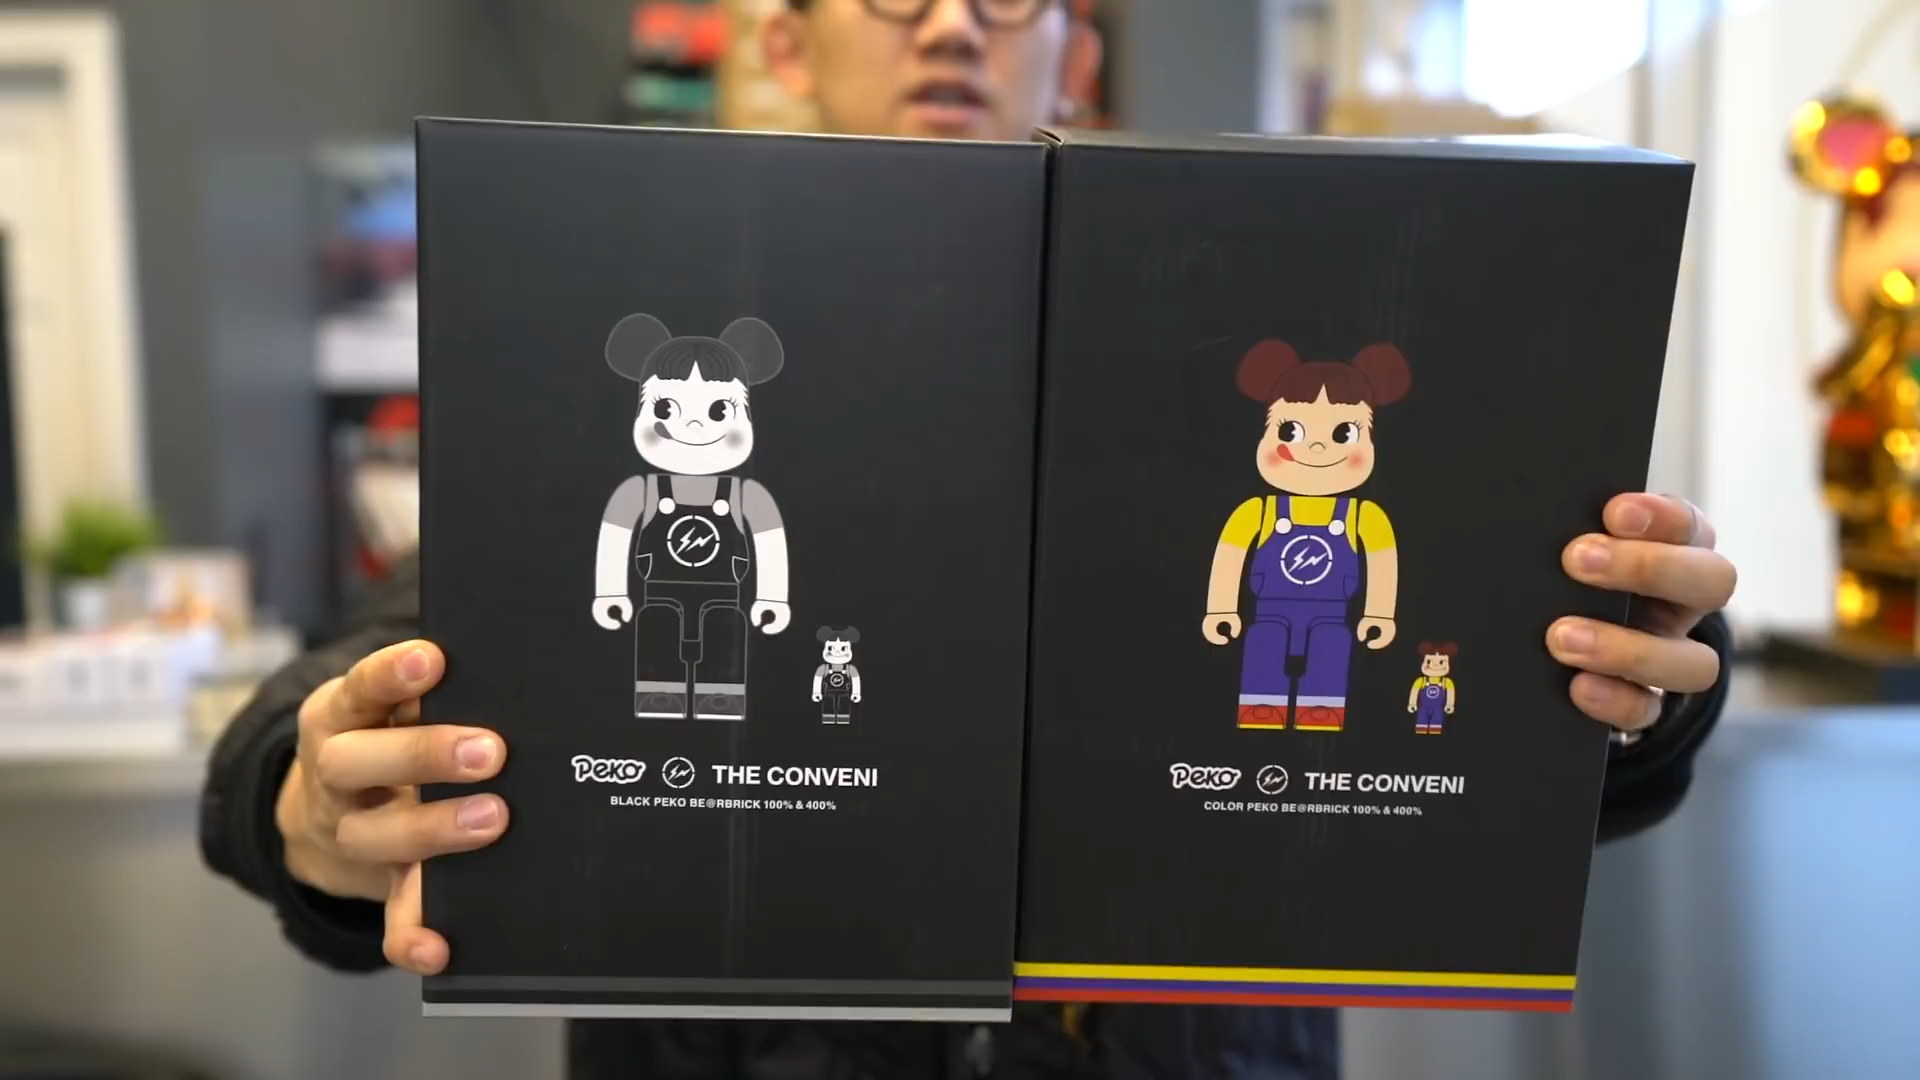 Peko THE CONVENI
BLACK PEKO BE@RBRICK 100% & 400%
Peko THE CONVENI
COLOR PEKO BE@RBRICK 100% & 400%